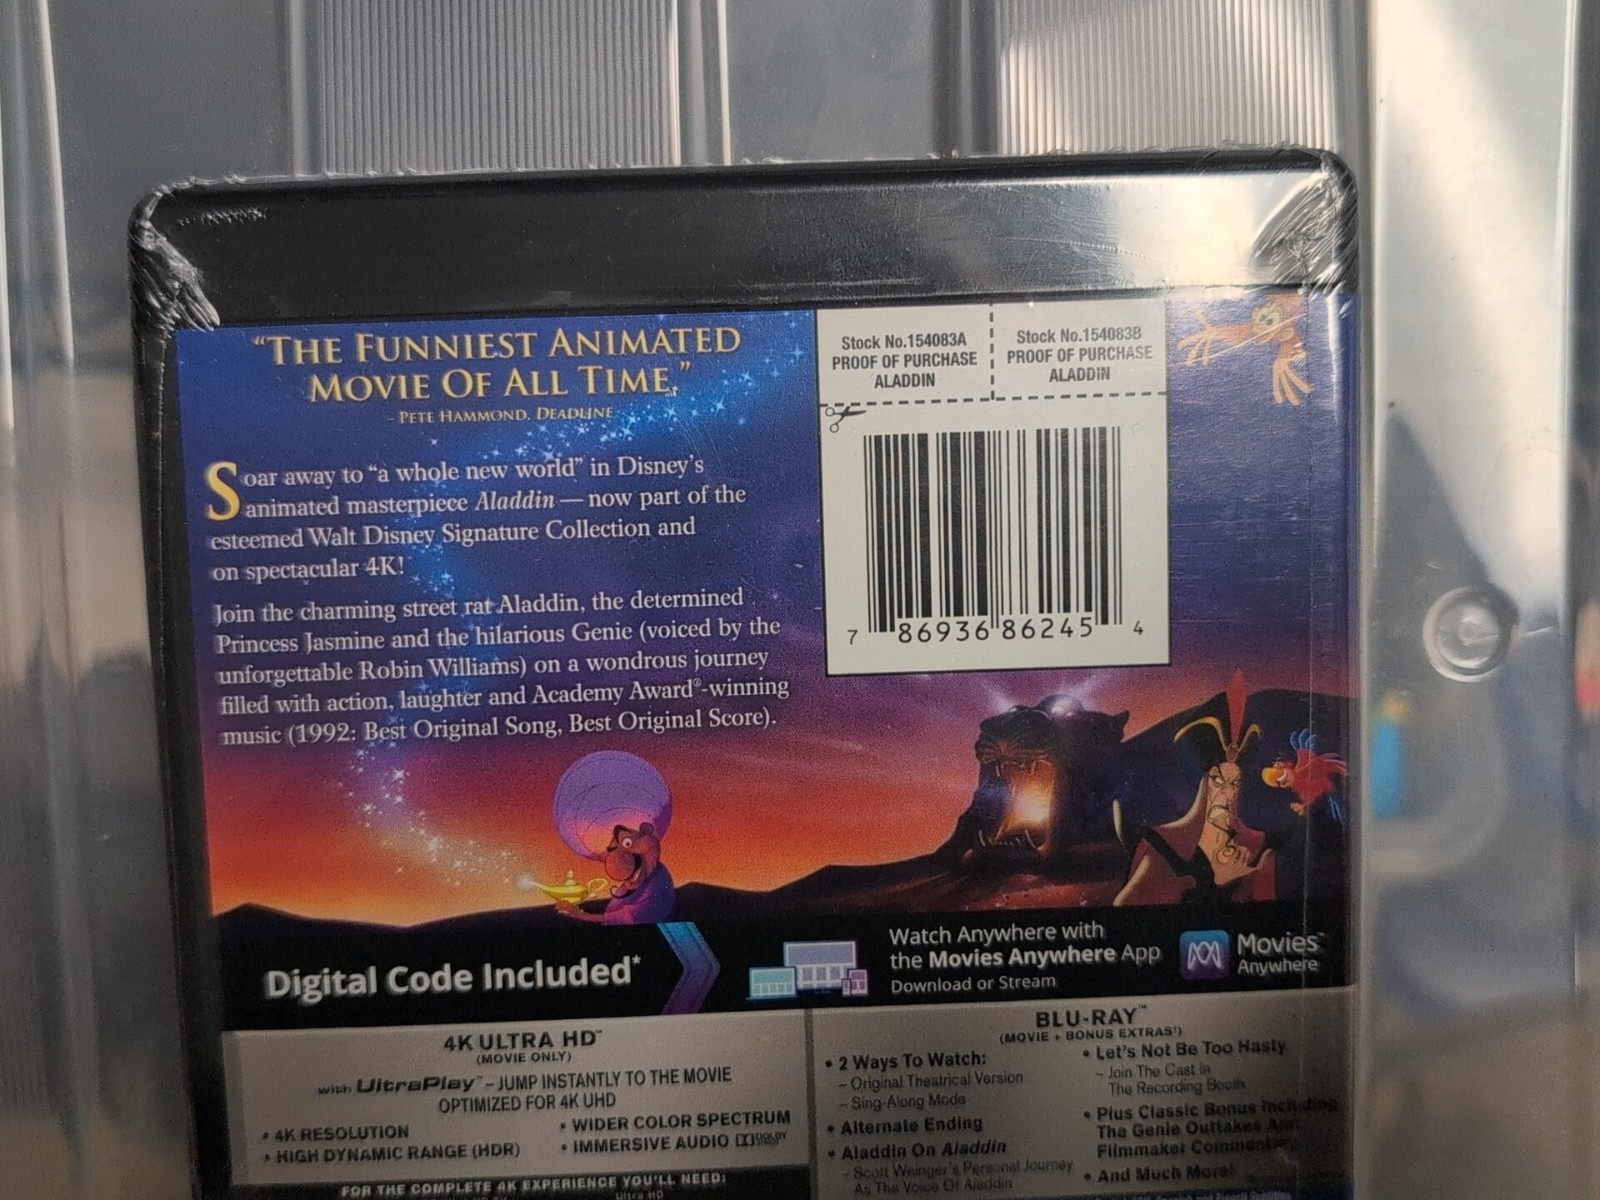 "THE FUNNIEST ANIMATED
MOVIE OF ALL TIME."
- PETE HAMMOND, DEADLINE
Soar away to "a whole new world" in Disney's
animated masterpiece Aladdin — now part of the
esteemed Walt Disney Signature Collection and
on spectacular 4K!
Join the charming street rat Aladdin, the determined
Princess Jasmine and the hilarious Genie (voiced by the
unforgettable Robin Williams) on a wondrous journey
filled with action, laughter and Academy Award®-winning
music (1992: Best Original Song, Best Original Score).
Stock No.154083A
PROOF OF PURCHASE
ALADDIN
Stock No.154083B
PROOF OF PURCHASE
ALADDIN
7 86936 86245 4
Digital Code Included*
Watch Anywhere with
the Movies Anywhere App
Download or Stream
Movies™
Anywhere
4K ULTRA HD™
(MOVIE ONLY)
with UltraPlay™ – JUMP INSTANTLY TO THE MOVIE
OPTIMIZED FOR 4K UHD
• 4K RESOLUTION
• HIGH DYNAMIC RANGE (HDR)
• WIDER COLOR SPECTRUM
• IMMERSIVE AUDIO DOLBY
FOR THE COMPLETE 4K EXPERIENCE YOU'LL NEED:
Ultra HD
BLU-RAY™
(MOVIE + BONUS EXTRAS!)
• 2 Ways To Watch:
– Original Theatrical Version
– Sing-Along Mode
• Alternate Ending
• Aladdin On Aladdin
– Scott Weinger's Personal Journey
As The Voice Of Aladdin
• Let's Not Be Too Hasty
– Join The Cast In
The Recording Booth
• Plus Classic Bonus Including
The Genie Outtakes And
Filmmaker Commentary
• And Much More!